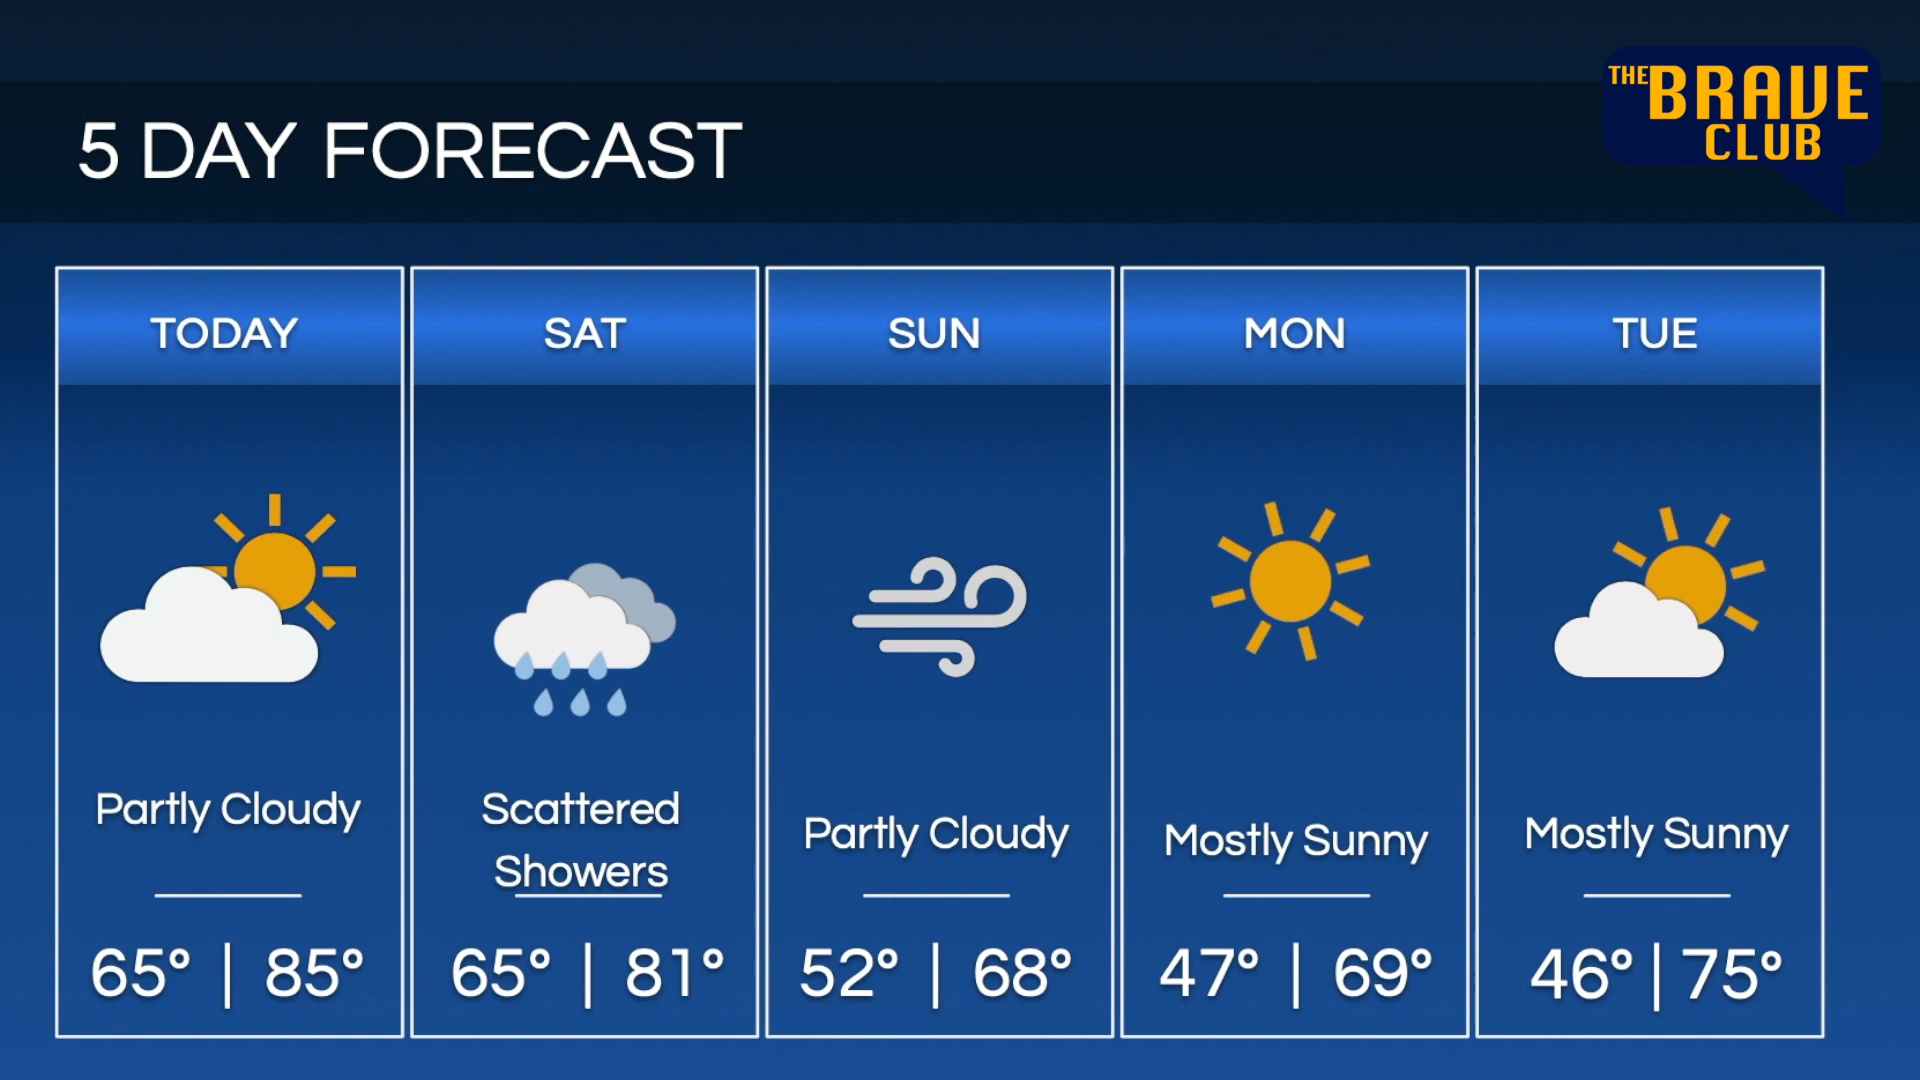 THE BRAVE
CLUB
5 DAY FORECAST
TODAY
Partly Cloudy
65° | 85°
SAT
Scattered
Showers
65° | 81°
SUN
Partly Cloudy
52° | 68°
MON
Mostly Sunny
47° | 69°
TUE
Mostly Sunny
46° | 75°